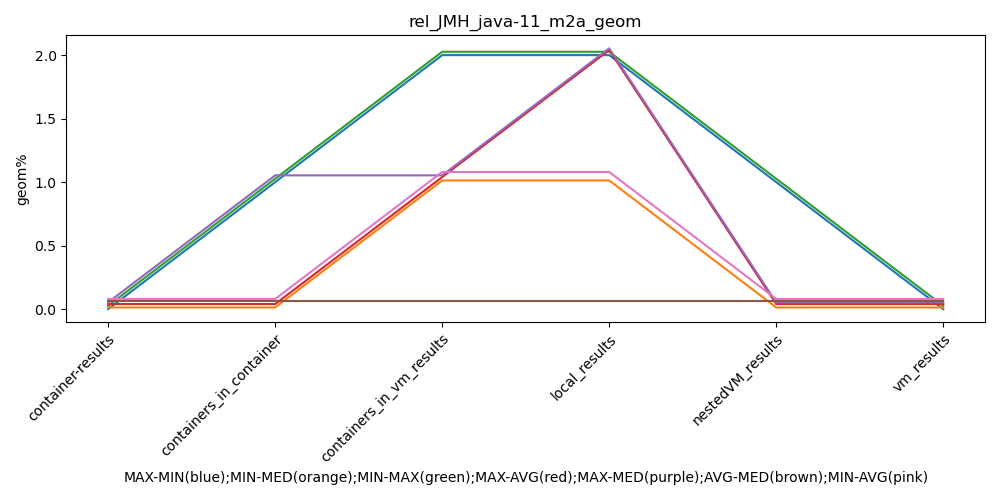 rel_JMH_java-11_m2a_geom
geom%
2.0
1.5
1.0
0.5
0.0
container-results
containers_in_container
containers_in_vm_results
local_results
nestedVM_results
vm_results
MAX-MIN(blue);MIN-MED(orange);MIN-MAX(green);MAX-AVG(red);MAX-MED(purple);AVG-MED(brown);MIN-AVG(pink)